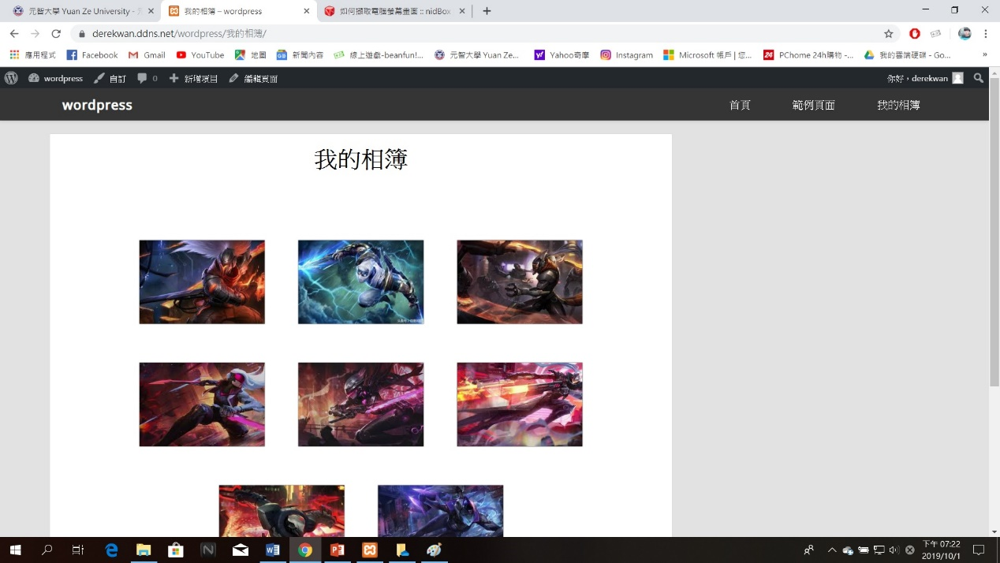 元智大學 Yuan Ze University - 元
我的相簿 – wordpress
如何擷取電腦螢幕畫面 :: nidBox
derekwan.ddns.net/wordpress/我的相簿/
應用程式
Facebook
Gmail
YouTube
地圖
新聞內容
線上遊戲-beanfun!...
元智大學 Yuan Ze...
Yahoo奇摩
Instagram
Microsoft 帳戶 | 您...
PChome 24h購物 -...
我的雲端硬碟 - Go...
wordpress
自訂
0
新增項目
編輯頁面
你好，derekwan
wordpress
首頁
範例頁面
我的相簿
我的相簿
下午 07:22
2019/10/1